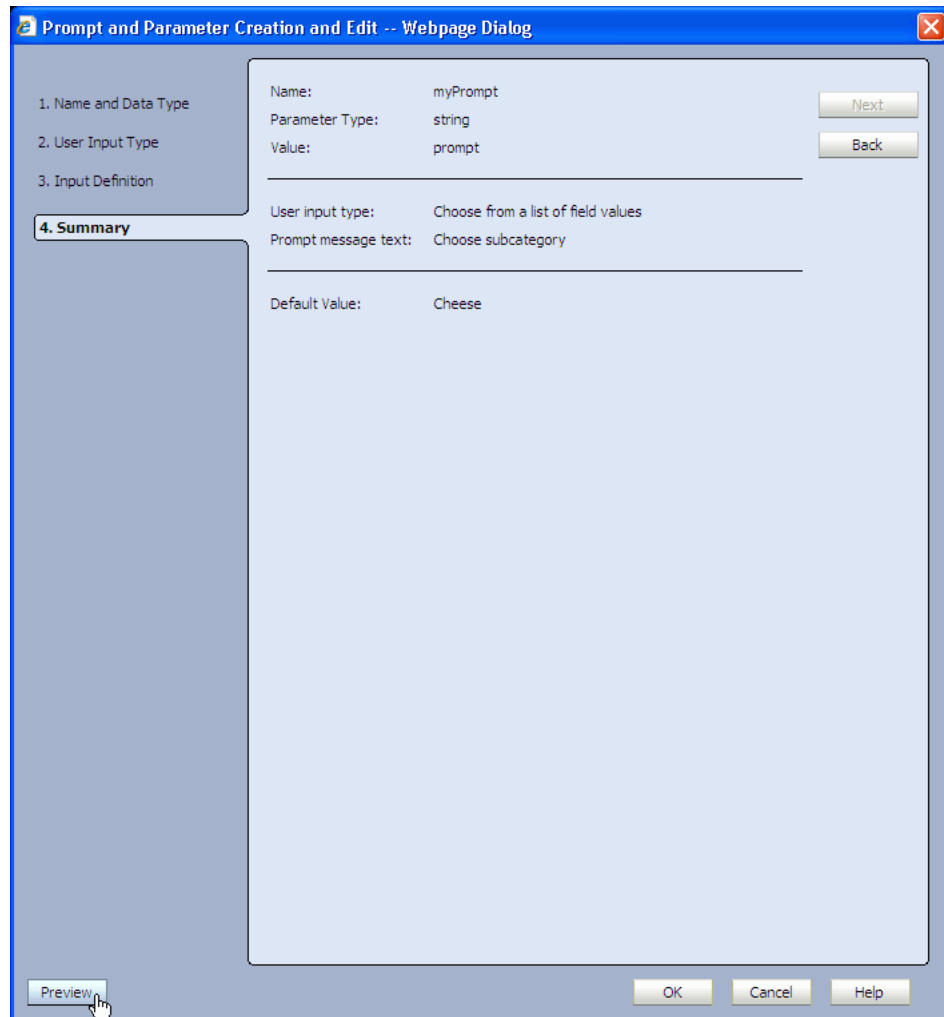 Prompt and Parameter Creation and Edit -- Webpage Dialog
1. Name and Data Type
2. User Input Type
3. Input Definition
4. Summary
Name: myPrompt
Parameter Type: string
Value: prompt
User input type: Choose from a list of field values
Prompt message text: Choose subcategory
Default Value: Cheese
Next
Back
Preview
OK
Cancel
Help